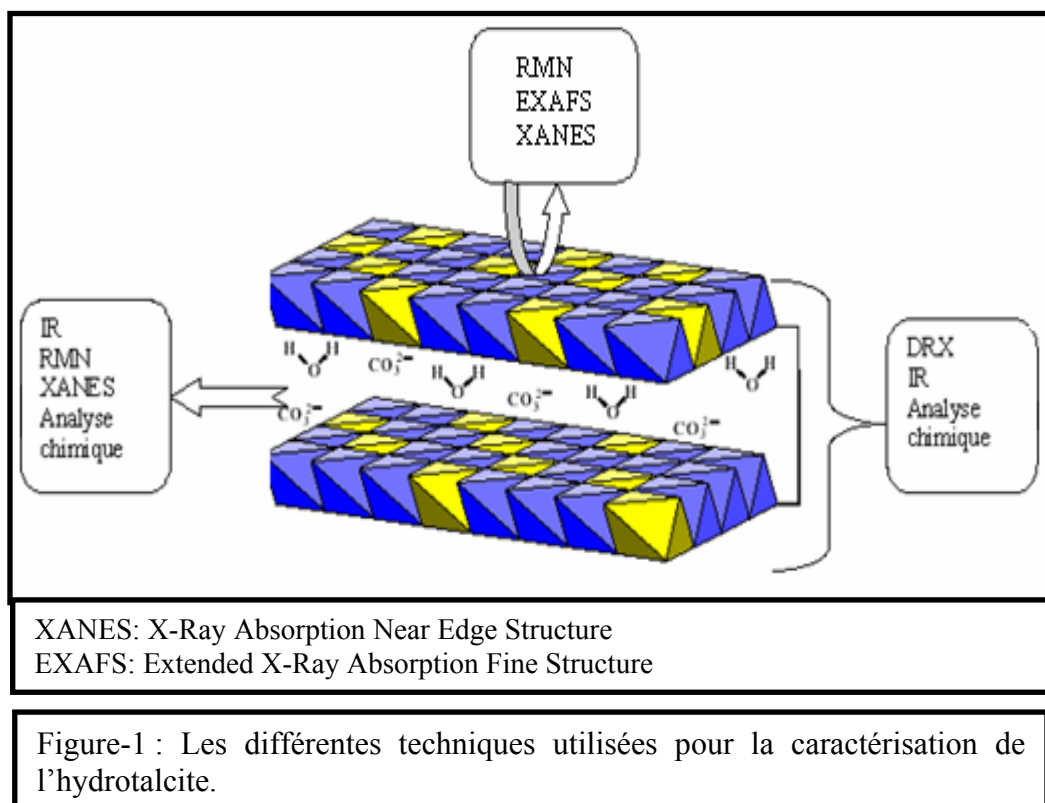 RMN
EXAFS
XANES
IR
RMN
XANES
Analyse
chimique
DRX
IR
Analyse
chimique
H H
O
CO₃²⁻
H H
O
CO₃²⁻
H H
O
H H
O
CO₃²⁻
CO₃²⁻
XANES: X-Ray Absorption Near Edge Structure
EXAFS: Extended X-Ray Absorption Fine Structure
Figure-1 : Les différentes techniques utilisées pour la caractérisation de
l'hydrotalcite.